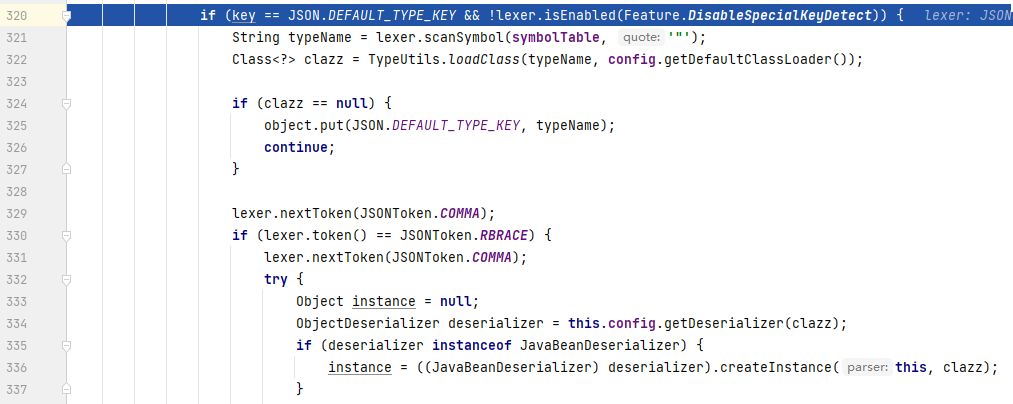 320 if (key == JSON.DEFAULT_TYPE_KEY && !lexer.isEnabled(Feature.DisableSpecialKeyDetect)) { lexer: JSON
321 String typeName = lexer.scanSymbol(symbolTable, quote: '"');
322 Class<?> clazz = TypeUtils.loadClass(typeName, config.getDefaultClassLoader());
323
324 if (clazz == null) {
325 object.put(JSON.DEFAULT_TYPE_KEY, typeName);
326 continue;
327 }
328
329 lexer.nextToken(JSONToken.COMMA);
330 if (lexer.token() == JSONToken.RBRACE) {
331 lexer.nextToken(JSONToken.COMMA);
332 try {
333 Object instance = null;
334 ObjectDeserializer deserializer = this.config.getDeserializer(clazz);
335 if (deserializer instanceof JavaBeanDeserializer) {
336 instance = ((JavaBeanDeserializer) deserializer).createInstance( parser: this, clazz);
337 }